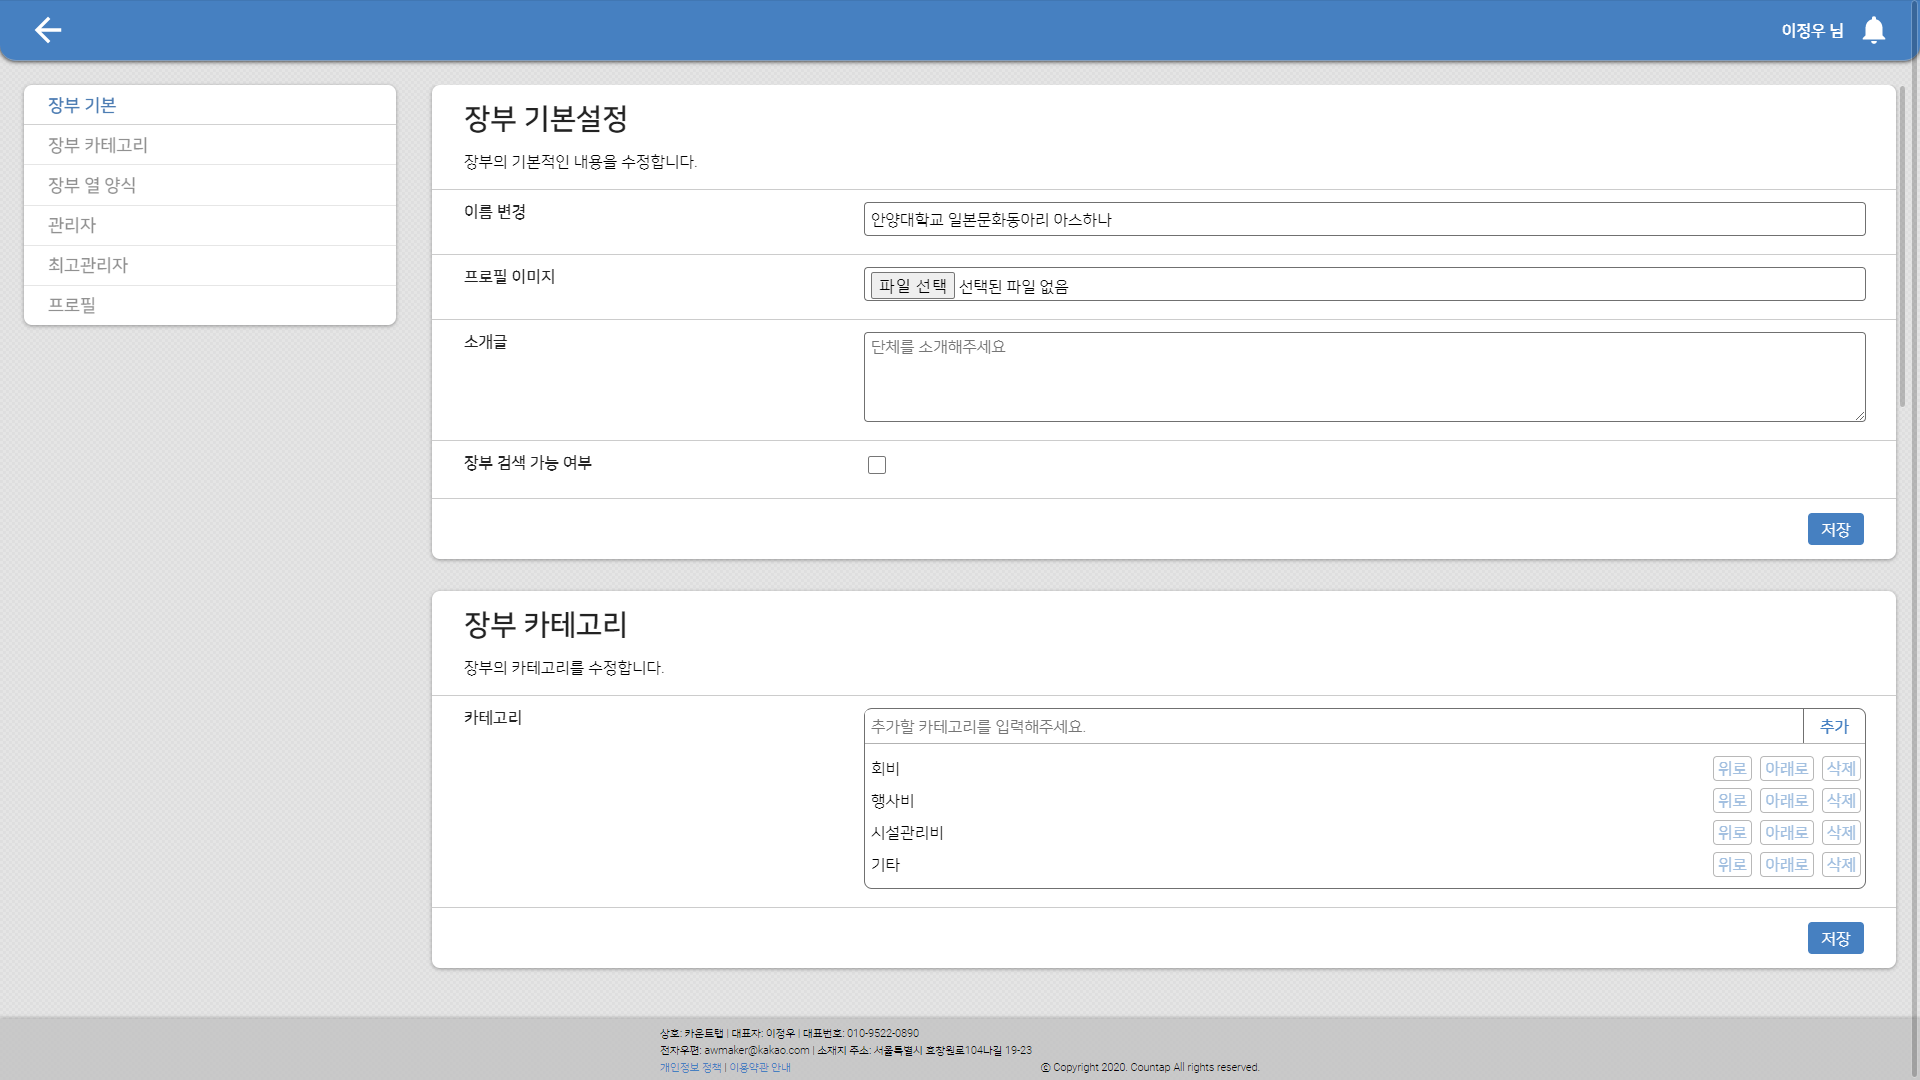 이정우 님
장부 기본
장부 카테고리
장부 열 양식
관리자
최고관리자
프로필
장부 기본설정
장부의 기본적인 내용을 수정합니다.
이름 변경
안양대학교 일본문화동아리 아스하나
프로필 이미지
파일 선택 선택된 파일 없음
소개글
단체를 소개해주세요
장부 검색 가능 여부
저장
장부 카테고리
장부의 카테고리를 수정합니다.
카테고리
추가할 카테고리를 입력해주세요. 추가
회비 위로 아래로 삭제
행사비 위로 아래로 삭제
시설관리비 위로 아래로 삭제
기타 위로 아래로 삭제
저장
상호: 카운트탭 | 대표자: 이정우 | 대표번호: 010-9522-0890
전자우편: awmaker@kakao.com | 소재지 주소: 서울특별시 효창원로104나길 19-23
개인정보 정책 | 이용약관 안내
ⓒ Copyright 2020. Countap All rights reserved.